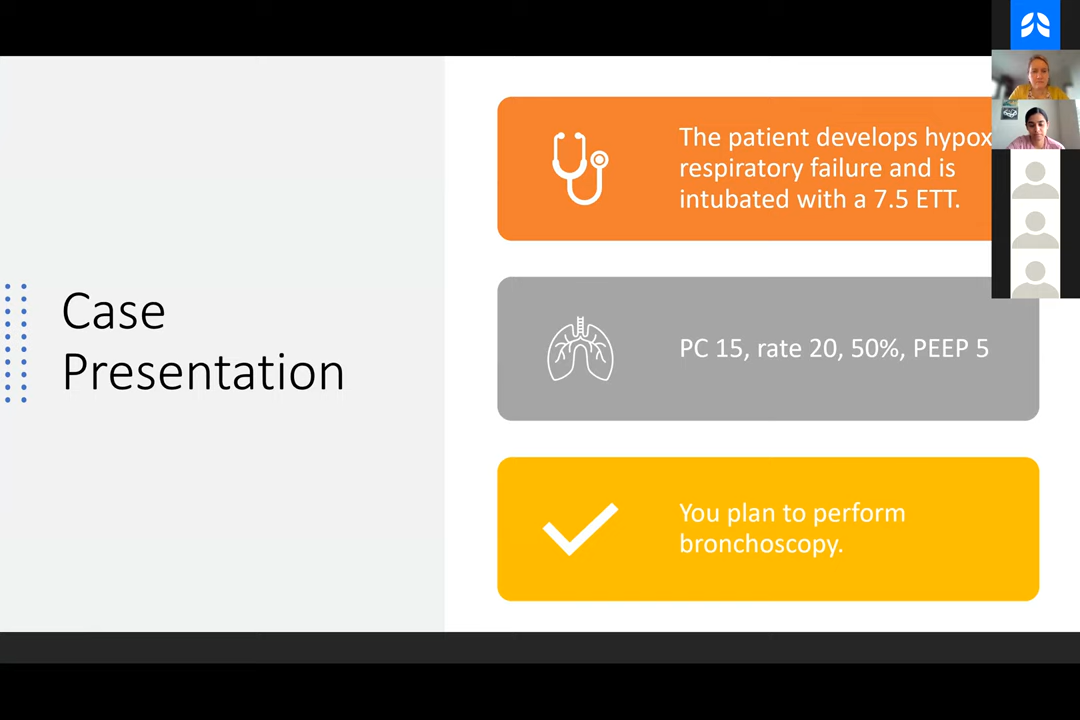 Case
Presentation
The patient develops hypox
respiratory failure and is
intubated with a 7.5 ETT.
PC 15, rate 20, 50%, PEEP 5
You plan to perform
bronchoscopy.